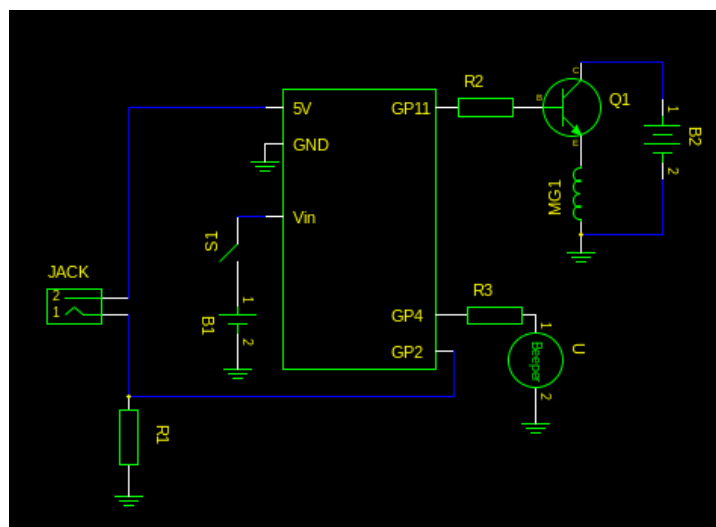 R2
C
B
Q1
E
5V
GP11
GND
1
B2
2
MG1
Vin
S1
JACK
2
1
1
B1
2
R3
GP4
GP2
1
Beeper
U
2
R1